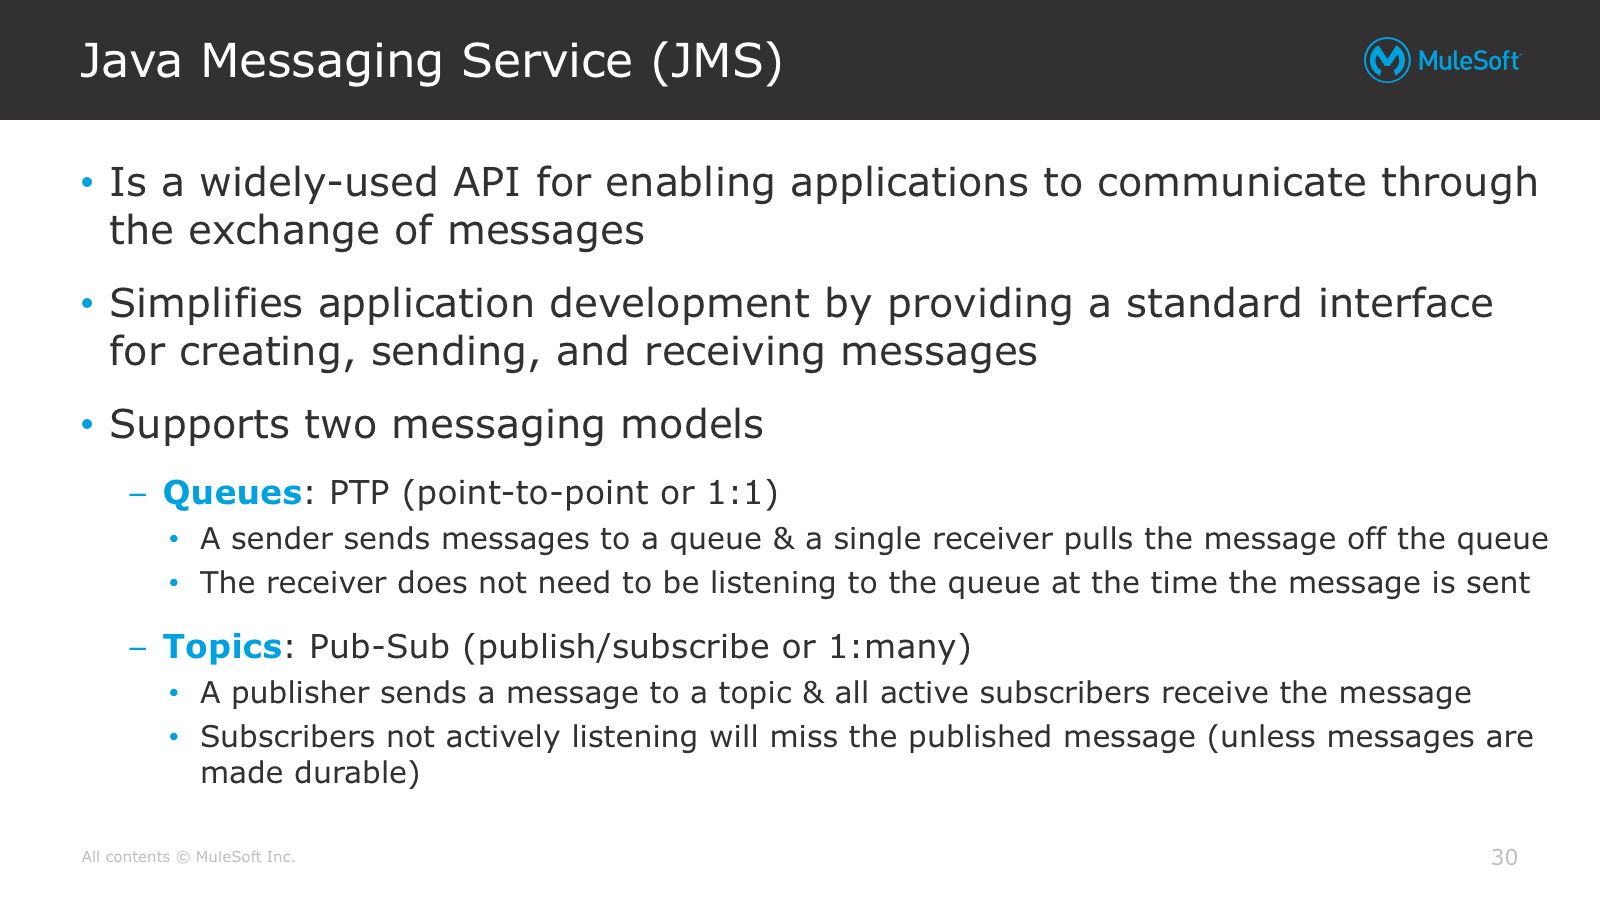 Java Messaging Service (JMS)
MuleSoft
• Is a widely-used API for enabling applications to communicate through
the exchange of messages
• Simplifies application development by providing a standard interface
for creating, sending, and receiving messages
• Supports two messaging models
– Queues: PTP (point-to-point or 1:1)
• A sender sends messages to a queue & a single receiver pulls the message off the queue
• The receiver does not need to be listening to the queue at the time the message is sent
– Topics: Pub-Sub (publish/subscribe or 1:many)
• A publisher sends a message to a topic & all active subscribers receive the message
• Subscribers not actively listening will miss the published message (unless messages are
made durable)
All contents © MuleSoft Inc.
30